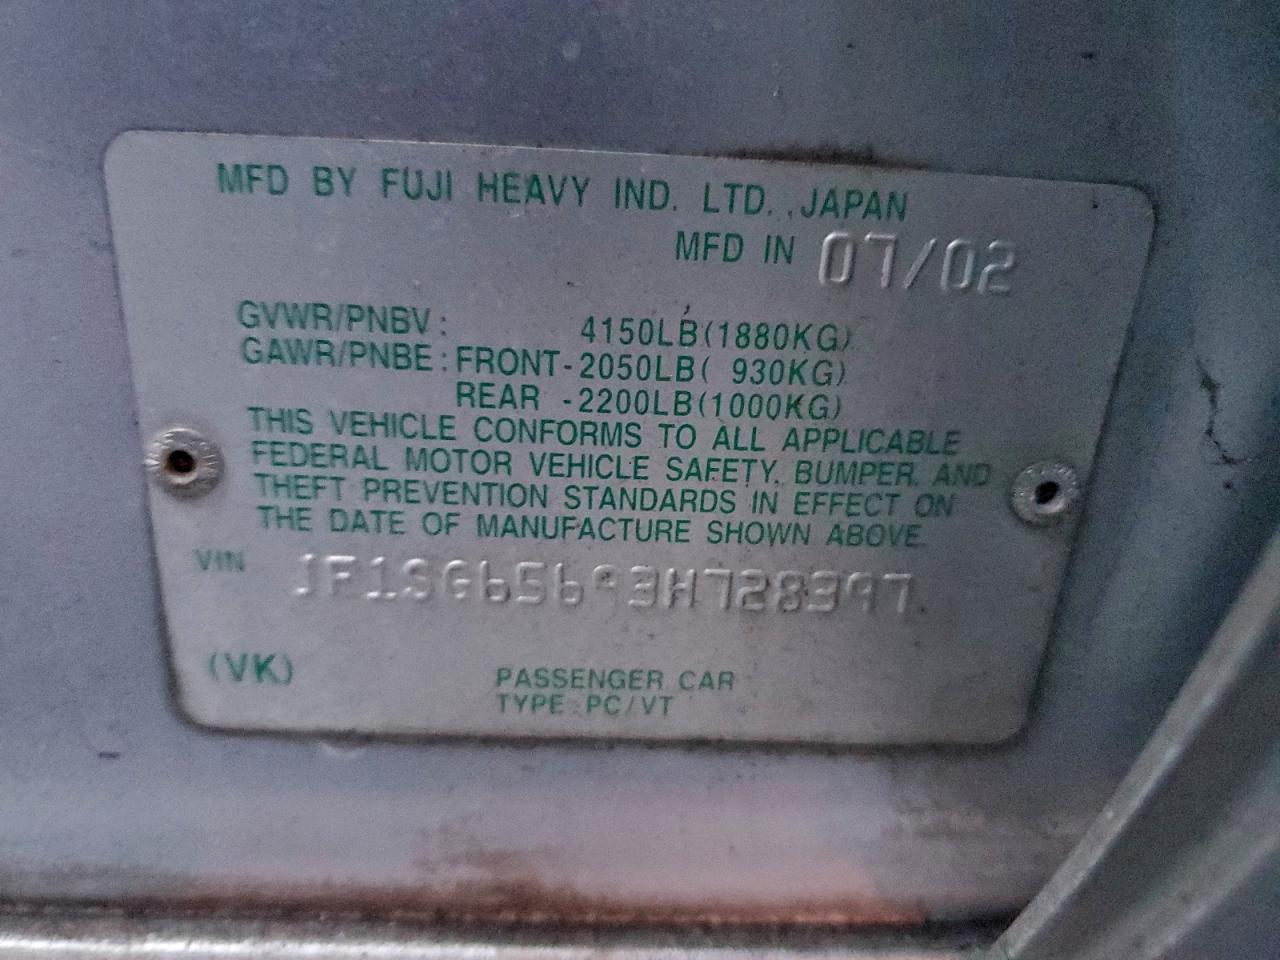 MFD BY FUJI HEAVY IND. LTD., JAPAN
MFD IN 07/02
GVWR/PNBV: 4150LB(1880KG)
GAWR/PNBE: FRONT-2050LB( 930KG)
REAR -2200LB(1000KG)
THIS VEHICLE CONFORMS TO ALL APPLICABLE
FEDERAL MOTOR VEHICLE SAFETY, BUMPER, AND
THEFT PREVENTION STANDARDS IN EFFECT ON
THE DATE OF MANUFACTURE SHOWN ABOVE.
VIN JF1SG65693H728397
(VK)
PASSENGER CAR
TYPE:PC/VT